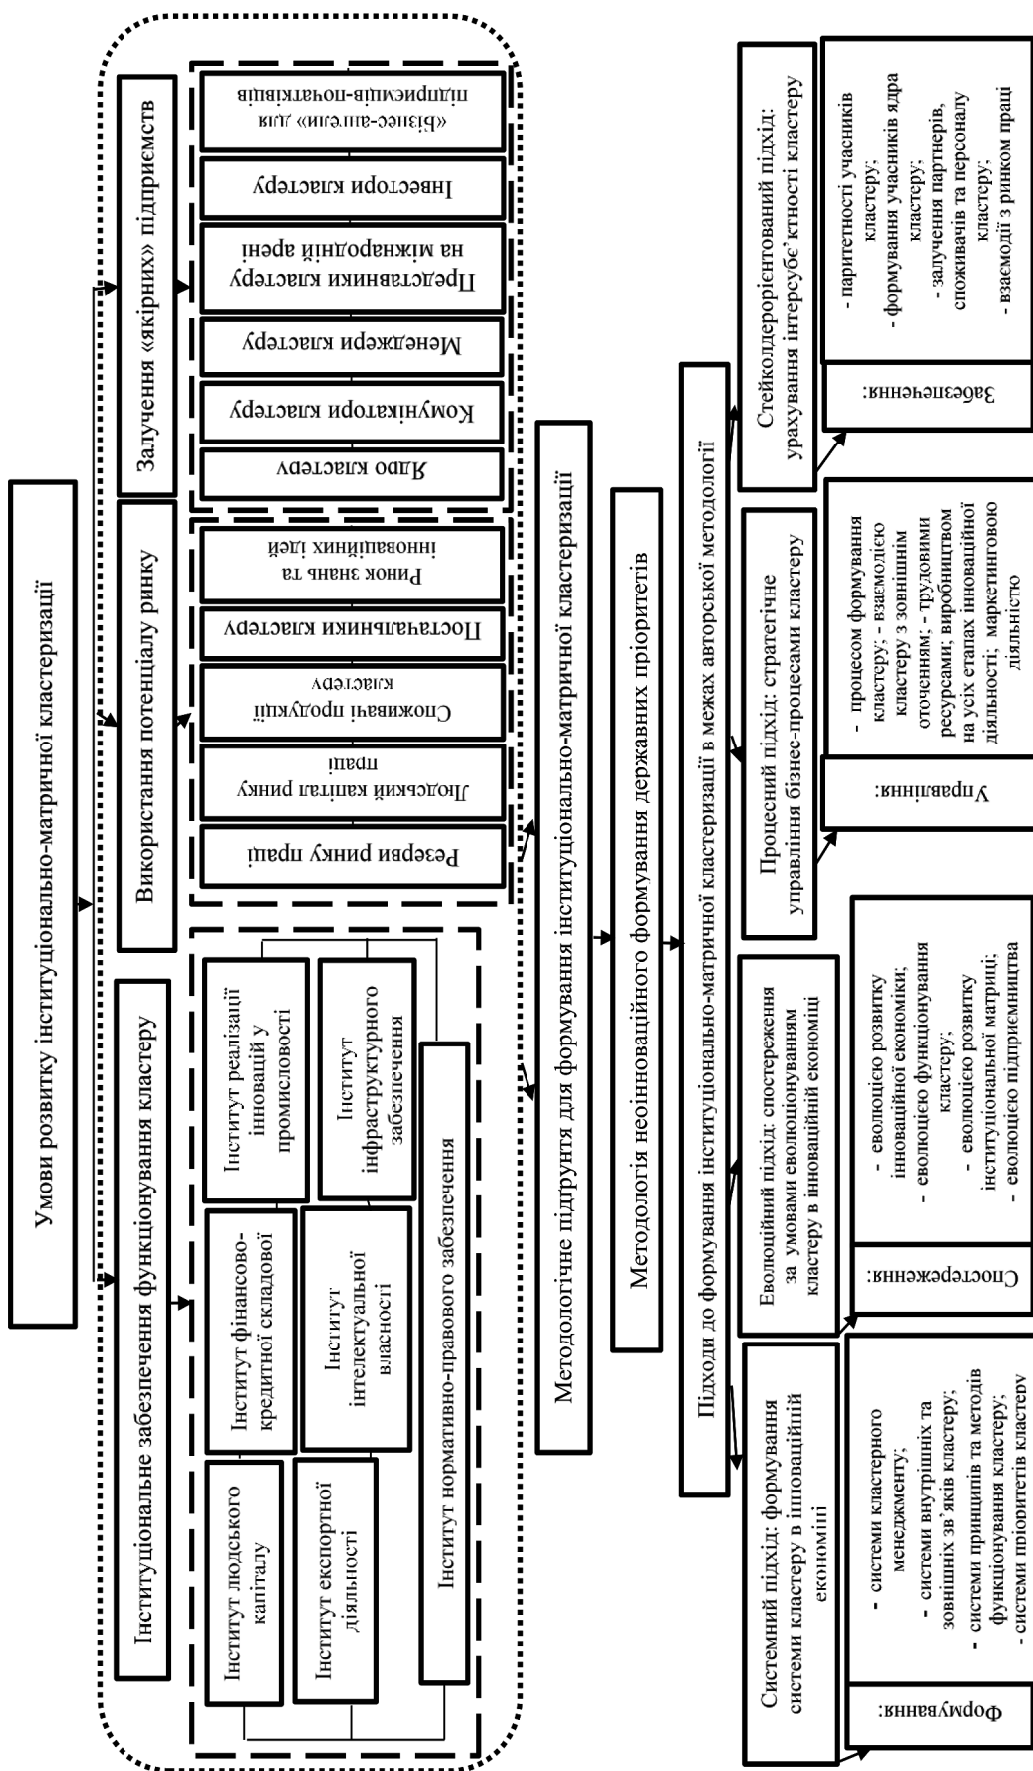 Умови розвитку інституціонально-матричної кластеризації
Інституціональне забезпечення функціонування кластеру
Використання потенціалу ринку
Залучення «якірних» підприємств
Інститут людського
капіталу
Інститут фінансово-
кредитної складової
Інститут реалізації
інновацій у
промисловості
Інститут експортної
діяльності
Інститут
інтелектуальної
власності
Інститут
інфраструктурного
забезпечення
Інститут нормативно-правового забезпечення
Резерви ринку праці
Людський капітал ринку
праці
Споживачі продукції
кластеру
Постачальники кластеру
Ринок знань та
інноваційних ідей
Ядро кластеру
Комунікатори кластеру
Менеджери кластеру
Представники кластеру
на міжнародній арені
Інвестори кластеру
«Бізнес-ангели» для
підприємців-початківців
Методологічне підґрунтя для формування інституціонально-матричної кластеризації
Методологія неоінноваційного формування державних пріоритетів
Підходи до формування інституціонально-матричної кластеризації в межах авторської методології
Системний підхід: формування
системи кластеру в інноваційній
економіці
Еволюційний підхід: спостереження
за умовами еволюціонуванням
кластеру в інноваційній економіці
Процесний підхід: стратегічне
управління бізнес-процесами кластеру
Стейколдерорієнтований підхід:
урахування інтерсубє'ктності кластеру
Формування:
- системи кластерного
менеджменту;
- системи внутрішніх та
зовнішніх зв'яків кластеру;
- системи принципів та методів
функціонування кластеру;
- системи пріоритетів кластеру
Спостереження:
- еволюцією розвитку
інноваційної економіки;
- еволюцією функціонування
кластеру;
- еволюцією розвитку
інституціональної матриці;
- еволюцією підприємництва
Управління:
- процесом формування
кластеру; - взаємодією
кластеру з зовнішнім
оточенням; - трудовими
ресурсами; виробництвом
на усіх етапах інноваційної
діяльності; маркетинговою
діяльністю
Забезпечення:
- паритетності учасників
кластеру;
- формування учасників ядра
кластеру;
- залучення партнерів,
споживачів та персоналу
кластеру;
- взаємодії з ринком праці